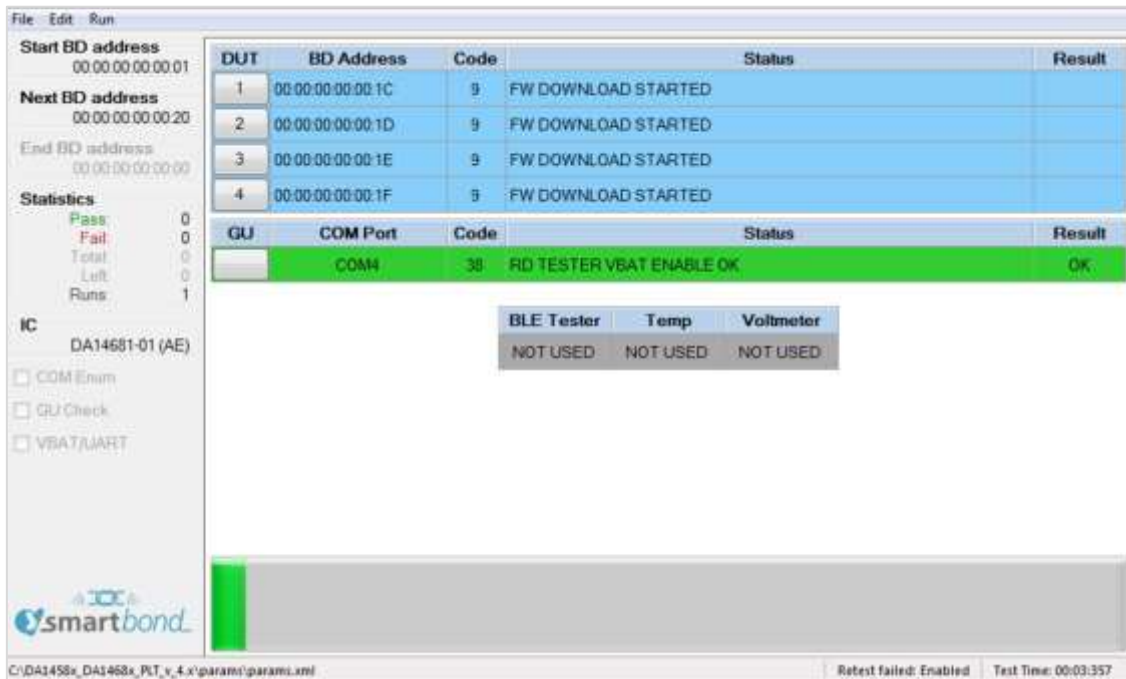 File Edit Run
Start BD address
00:00:00:00:00:01
Next BD address
00:00:00:00:00:20
End BD address
00:00:00:00:00:00
Statistics
Pass: 0
Fail: 0
Total: 0
Left: 0
Runs: 1
IC
DA14681-01 (AE)
COM Enum
GU Check
VBAT/UART
smartbond
DUT BD Address Code Status Result
1 00:00:00:00:00:1C 9 FW DOWNLOAD STARTED
2 00:00:00:00:00:1D 9 FW DOWNLOAD STARTED
3 00:00:00:00:00:1E 9 FW DOWNLOAD STARTED
4 00:00:00:00:00:1F 9 FW DOWNLOAD STARTED
GU COM Port Code Status Result
COM4 38 RD TESTER VBAT ENABLE OK OK
BLE Tester Temp Voltmeter
NOT USED NOT USED NOT USED
C:\DA1458x_DA1468x_PLT_v_4.x\params\params.xml Retest failed: Enabled Test Time: 00:03:357